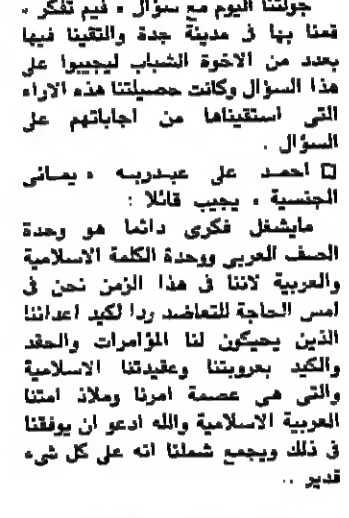 جولتنا اليوم مع سؤال « فيم تفكر »
قمنا بها في مدينة جدة والتقينا فيها
بعدد من الاخوة الشباب ليجيبوا على
هذا السؤال وكانت حصيلتنا هذه الاراء
التى استقيناها من اجاباتهم على
السؤال .
□ احمد على عبدربه « يمانى
الجنسية » يجيب قائلا :
مايشغل فكرى دائما هو وحدة
الصف العربي ووحدة الكلمة الاسلامية
والعربية لاننا في هذا الزمن نحن في
امس الحاجة للتعاضد ردا لكيد اعدائنا
الذين يحيكون لنا المؤامرات والحقد
والكيد بعروبتنا وعقيدتنا الاسلامية
والتى هي عصمة امرنا وملاذ امتنا
العربية الاسلامية والله ادعو ان يوفقنا
في ذلك ويجمع شملنا انه على كل شىء
قدير ..